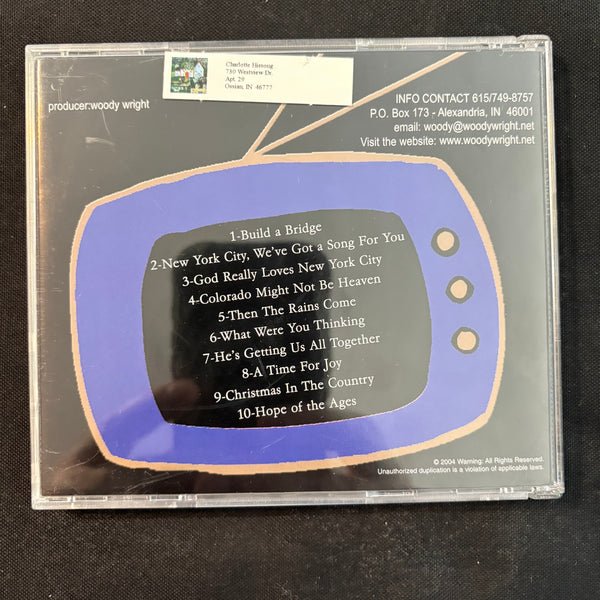 Charlotte Hisrong
730 Westview Dr.
Apt. 29
Ossian, IN 46777
producer:woody wright
INFO CONTACT 615/749-8757
P.O. Box 173 - Alexandria, IN 46001
email: woody@woodywright.net
Visit the website: www.woodywright.net
1-Build a Bridge
2-New York City, We've Got a Song For You
3-God Really Loves New York City
4-Colorado Might Not Be Heaven
5-Then The Rains Come
6-What Were You Thinking
7-He's Getting Us All Together
8-A Time For Joy
9-Christmas In The Country
10-Hope of the Ages
© 2004 Warning: All Rights Reserved.
Unauthorized duplication is a violation of applicable laws.